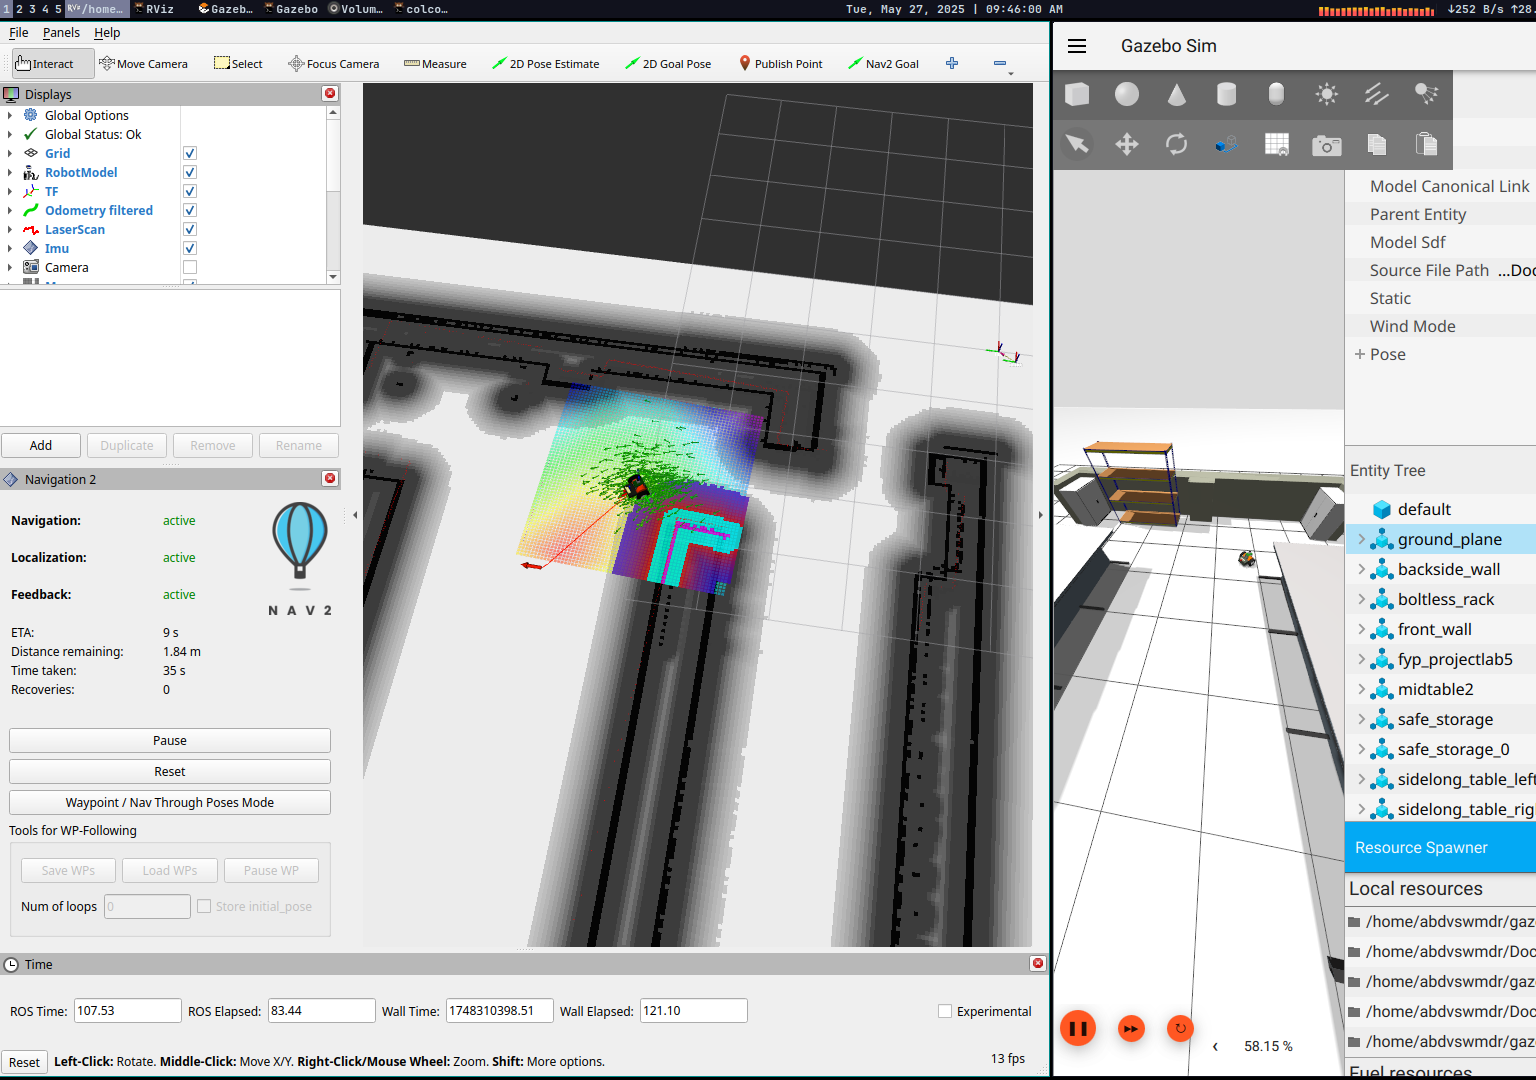 1 2 3 4 5 /home… RViz Gazeb… Gazebo Volum… colco… Tue, May 27, 2025 | 09:46:00 AM ↓252 B/s ↑28.
File Panels Help
Interact Move Camera Select Focus Camera Measure 2D Pose Estimate 2D Goal Pose Publish Point Nav2 Goal
Displays
Global Options
Global Status: Ok
Grid
RobotModel
TF
Odometry filtered
LaserScan
Imu
Camera
Add Duplicate Remove Rename
Navigation 2
Navigation: active
Localization: active
Feedback: active
NAV2
ETA: 9 s
Distance remaining: 1.84 m
Time taken: 35 s
Recoveries: 0
Pause
Reset
Waypoint / Nav Through Poses Mode
Tools for WP-Following
Save WPs Load WPs Pause WP
Num of loops 0 Store initial_pose
Time
ROS Time: 107.53 ROS Elapsed: 83.44 Wall Time: 1748310398.51 Wall Elapsed: 121.10 Experimental
Reset Left-Click: Rotate. Middle-Click: Move X/Y. Right-Click/Mouse Wheel: Zoom. Shift: More options. 13 fps
Gazebo Sim
Model Canonical Link
Parent Entity
Model Sdf
Source File Path ...Doc
Static
Wind Mode
+ Pose
Entity Tree
default
ground_plane
backside_wall
boltless_rack
front_wall
fyp_projectlab5
midtable2
safe_storage
safe_storage_0
sidelong_table_left
sidelong_table_rig
Resource Spawner
Local resources
/home/abdvswmdr/gaz
/home/abdvswmdr/Doc
/home/abdvswmdr/gaz
/home/abdvswmdr/Doc
/home/abdvswmdr/gaz
Fuel resources
58.15 %